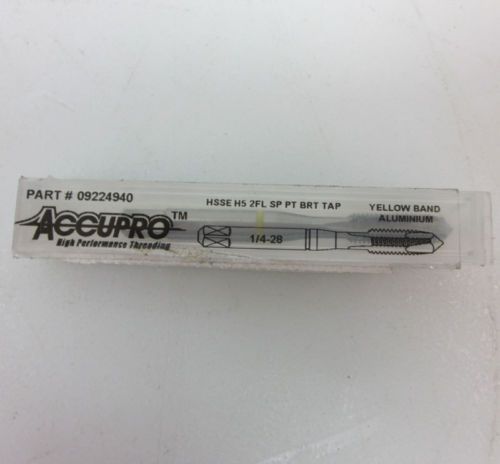 PART # 09224940
ACCUPRO™
High Performance Threading
HSSE H5 2FL SP PT BRT TAP
1/4-28
YELLOW BAND
ALUMINIUM